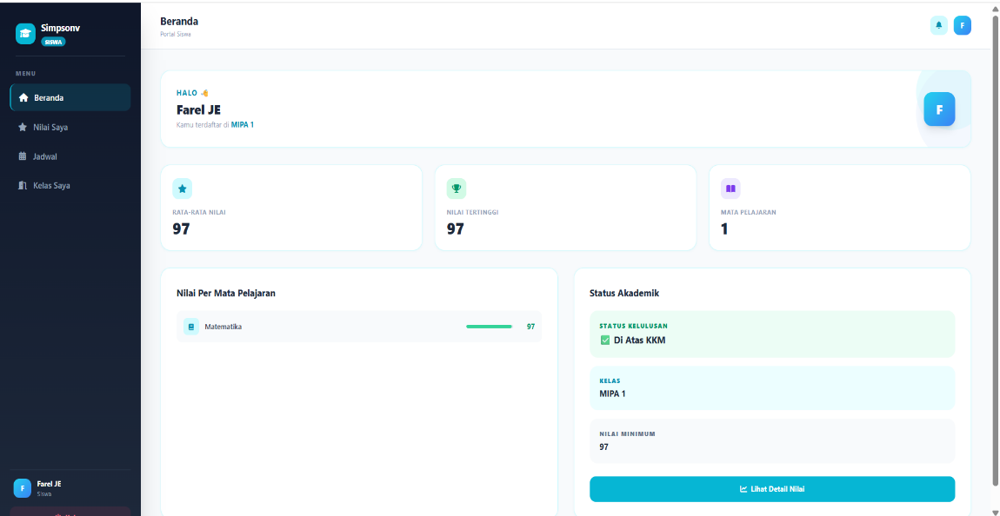 Simpsonv
SISWA
MENU
Beranda
Nilai Saya
Jadwal
Kelas Saya
Farel JE
Siswa
F
Beranda
Portal Siswa
F
HALO 👋
Farel JE
Kamu terdaftar di MIPA 1
F
RATA-RATA NILAI
97
NILAI TERTINGGI
97
MATA PELAJARAN
1
Nilai Per Mata Pelajaran
Matematika 97
Status Akademik
STATUS KELULUSAN
✅ Di Atas KKM
KELAS
MIPA 1
NILAI MINIMUM
97
Lihat Detail Nilai